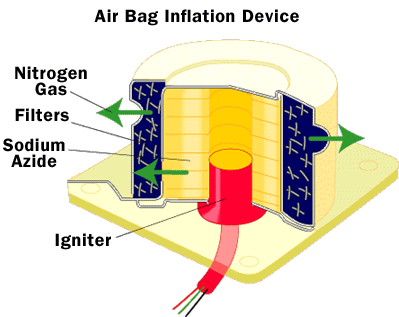 Air Bag Inflation Device
Nitrogen
Gas
Filters
Sodium
Azide
Igniter